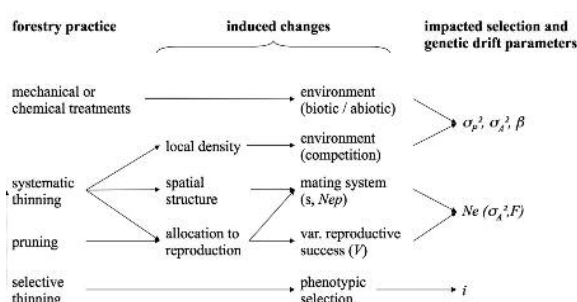 forestry practice
induced changes
impacted selection and
genetic drift parameters
mechanical or
chemical treatments
environment
(biotic / abiotic)
σP², σA², β
local density
environment
(competition)
systematic
thinning
spatial
structure
mating system
(s, Nep)
Ne (σA²,F)
pruning
allocation to
reproduction
var. reproductive
success (V)
selective
thinning
phenotypic
selection
i